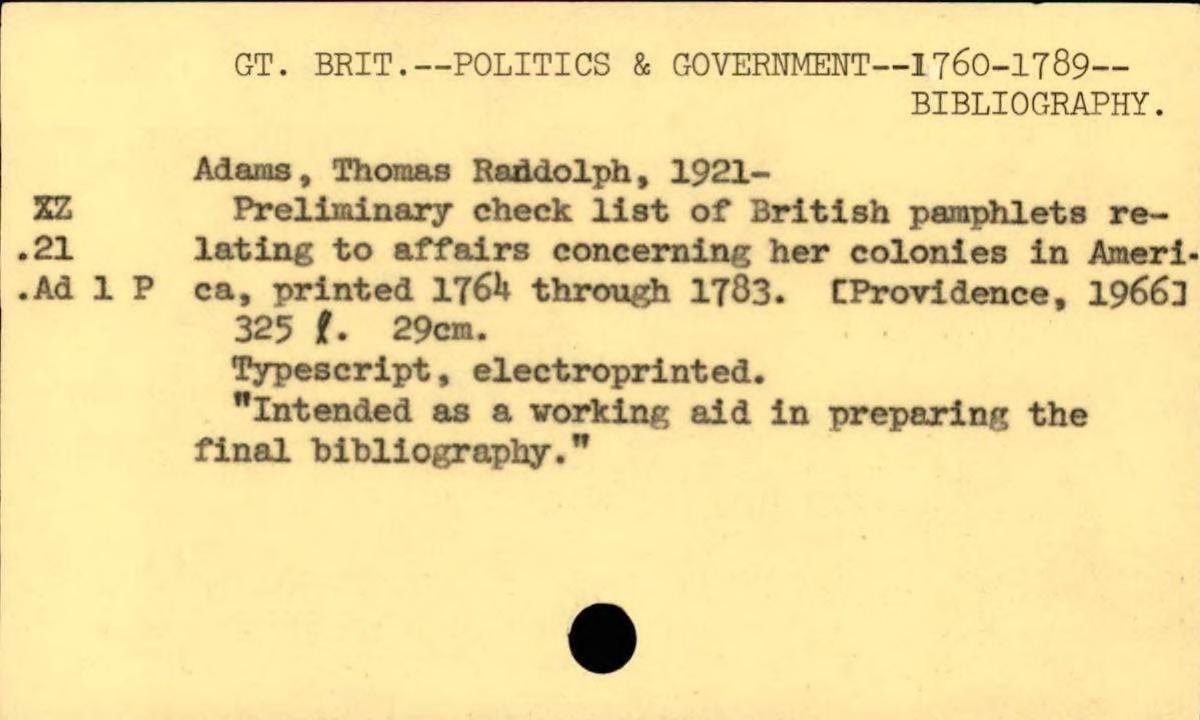 GT. BRIT.--POLITICS & GOVERNMENT--1760-1789--
BIBLIOGRAPHY.
Adams, Thomas Randolph, 1921-
XZ Preliminary check list of British pamphlets re-
.21 lating to affairs concerning her colonies in Ameri-
.Ad 1 P ca, printed 1764 through 1783. [Providence, 1966]
325 ℓ. 29cm.
Typescript, electroprinted.
"Intended as a working aid in preparing the
final bibliography."